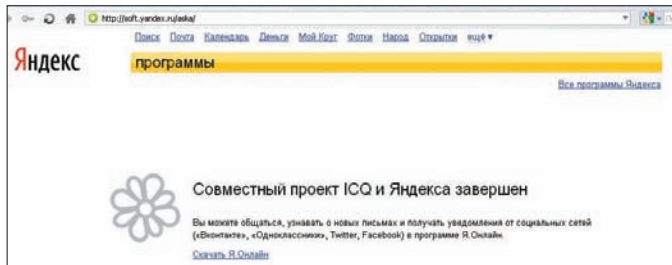 http://soft.yandex.ru/aska/
Поиск Почта Календарь Деньги Мой Круг Фотки Народ Открытки ещё ▼
Яндекс
программы
Все программы Яндекса
Совместный проект ICQ и Яндекса завершен
Вы можете общаться, узнавать о новых письмах и получать уведомления от социальных сетей
(«Вконтакте», «Одноклассники», Twitter, Facebook) в программе Я.Онлайн.
Скачать Я.Онлайн